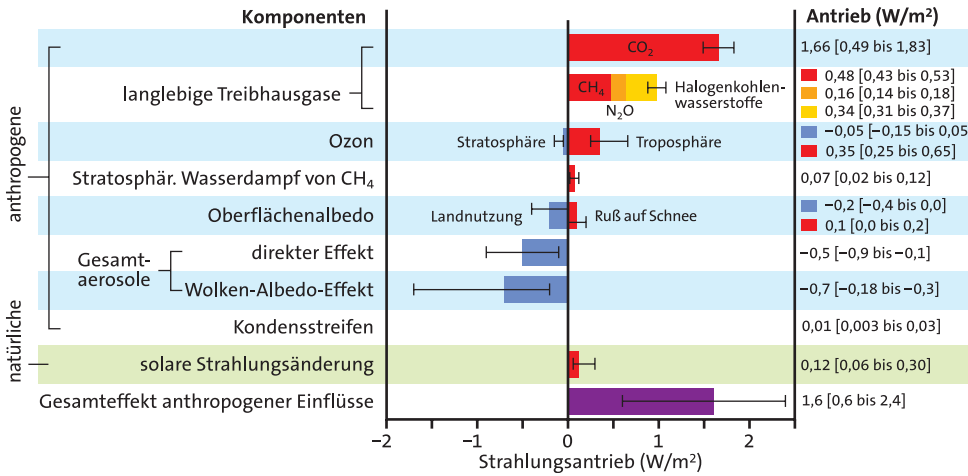 Komponenten
Antrieb (W/m²)
anthropogene
natürliche
CO₂
1,66 [0,49 bis 1,83]
langlebige Treibhausgase
CH₄
N₂O
Halogenkohlen-
wasserstoffe
0,48 [0,43 bis 0,53]
0,16 [0,14 bis 0,18]
0,34 [0,31 bis 0,37]
Ozon
Stratosphäre
Troposphäre
−0,05 [−0,15 bis 0,05
0,35 [0,25 bis 0,65]
Stratosphär. Wasserdampf von CH₄
0,07 [0,02 bis 0,12]
Oberflächenalbedo
Landnutzung
Ruß auf Schnee
−0,2 [−0,4 bis 0,0]
0,1 [0,0 bis 0,2]
Gesamt-
aerosole
direkter Effekt
−0,5 [−0,9 bis −0,1]
Wolken-Albedo-Effekt
−0,7 [−0,18 bis −0,3]
Kondensstreifen
0,01 [0,003 bis 0,03]
solare Strahlungsänderung
0,12 [0,06 bis 0,30]
Gesamteffekt anthropogener Einflüsse
1,6 [0,6 bis 2,4]
−2 −1 0 1 2
Strahlungsantrieb (W/m²)